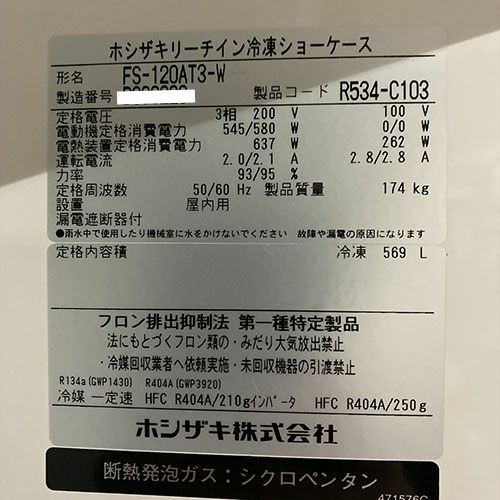 ホシザキリーチイン冷凍ショーケース
形名 FS-120AT3-W
製造番号 製品コード R534-C103
定格電圧 3相 200 V 100 V
電動機定格消費電力 545/580 W 0/0 W
電熱装置定格消費電力 637 W 262 W
運転電流 2.0/2.1 A 2.8/2.8 A
力率 93/95 %
定格周波数 50/60 Hz 製品質量 174 kg
設置 屋内用
漏電遮断器付
●雨水中で使用したり機械室に水をかけないでください 故障や漏電の原因になります
定格内容積 冷凍 569 L
フロン排出抑制法 第一種特定製品
法にもとづくフロン類の・みだり大気放出禁止
・冷媒回収業者へ依頼実施・未回収機器の引渡禁止
R134a(GWP1430) R404A(GWP3920)
冷媒 一定速 HFC R404A/210gインバータ HFC R404A/250g
ホシザキ株式会社
断熱発泡ガス：シクロペンタン
471576C